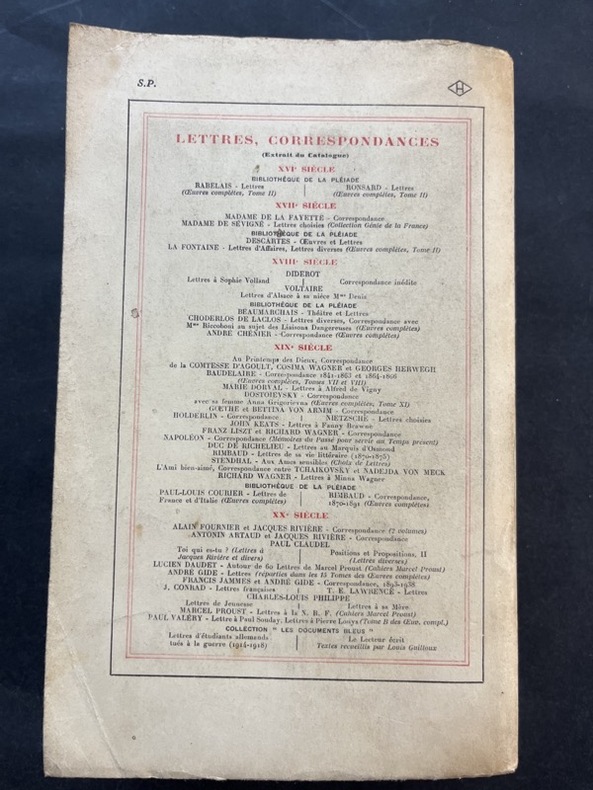 S.P.
H
LETTRES, CORRESPONDANCES
(Extrait du Catalogue)
XVIe SIÈCLE
BIBLIOTHÈQUE DE LA PLÉIADE
RABELAIS - Lettres
(Œuvres complètes, Tome II)
RONSARD - Lettres
(Œuvres complètes, Tome II)
XVIIe SIÈCLE
MADAME DE LA FAYETTE - Correspondance
MADAME DE SÉVIGNÉ - Lettres choisies (Collection Génie de la France)
BIBLIOTHÈQUE DE LA PLÉIADE
DESCARTES - Œuvres et Lettres
LA FONTAINE - Lettres d'Affaires, Lettres diverses (Œuvres complètes, Tome II)
XVIIIe SIÈCLE
DIDEROT
Lettres à Sophie Volland
Correspondance inédite
VOLTAIRE
Lettres d'Alsace à sa nièce Mme Denis
BIBLIOTHÈQUE DE LA PLÉIADE
BEAUMARCHAIS - Théâtre et Lettres
CHODERLOS DE LACLOS - Lettres diverses, Correspondance avec
Mme Riccoboni au sujet des Liaisons Dangereuses (Œuvres complètes)
ANDRÉ CHÉNIER - Correspondance (Œuvres complètes)
XIXe SIÈCLE
Au Printemps des Dieux, Correspondance
de la COMTESSE D'AGOULT, COSIMA WAGNER et GEORGES HERWEGH
BAUDELAIRE - Correspondance 1841-1863 et 1864-1866
(Œuvres complètes, Tomes VII et VIII)
MARIE DORVAL - Lettres à Alfred de Vigny
DOSTOÏEVSKY - Correspondance
avec sa femme Anna Grigorievna (Œuvres complètes, Tome XI)
GŒTHE et BETTINA VON ARNIM - Correspondance
HOLDERLIN - Correspondance
NIETZSCHE - Lettres choisies
JOHN KEATS - Lettres à Fanny Brawne
FRANZ LISZT et RICHARD WAGNER - Correspondance
NAPOLÉON - Correspondance (Mémoires du Passé pour servir au Temps présent)
DUC DE RICHELIEU - Lettres au Marquis d'Osmond
RIMBAUD - Lettres de sa vie littéraire (1870-1875)
STENDHAL - Aux Ames sensibles (Choix de Lettres)
L'Ami bien-aimé, Correspondance entre TCHAIKOVSKY et NADEJDA VON MECK
RICHARD WAGNER - Lettres à Minna Wagner
BIBLIOTHÈQUE DE LA PLÉIADE
PAUL-LOUIS COURIER - Lettres de
France et d'Italie (Œuvres complètes)
RIMBAUD - Correspondance,
1870-1891 (Œuvres complètes)
XXe SIÈCLE
ALAIN FOURNIER et JACQUES RIVIÈRE - Correspondance (2 volumes)
ANTONIN ARTAUD et JACQUES RIVIÈRE - Correspondance
PAUL CLAUDEL
Toi qui es-tu ? (Lettres à
Jacques Rivière et divers)
Positions et Propositions, II
(Lettres diverses)
LUCIEN DAUDET - Autour de 60 Lettres de Marcel Proust (Cahiers Marcel Proust)
ANDRÉ GIDE - Lettres (réparties dans les 15 Tomes des Œuvres complètes)
FRANCIS JAMMES et ANDRÉ GIDE - Correspondance, 1893-1938
J. CONRAD - Lettres françaises
T. E. LAWRENCE - Lettres
CHARLES-LOUIS PHILIPPE
Lettres de Jeunesse
Lettres à sa Mère
MARCEL PROUST - Lettres à la N. R. F. (Cahiers Marcel Proust)
PAUL VALÉRY - Lettre à Paul Souday, Lettres à Pierre Louys (Tome B des Œuv. compl.)
COLLECTION "LES DOCUMENTS BLEUS"
Lettres d'étudiants allemands
tués à la guerre (1914-1918)
Le Lecteur écrit
Textes recueillis par Louis Guilloux